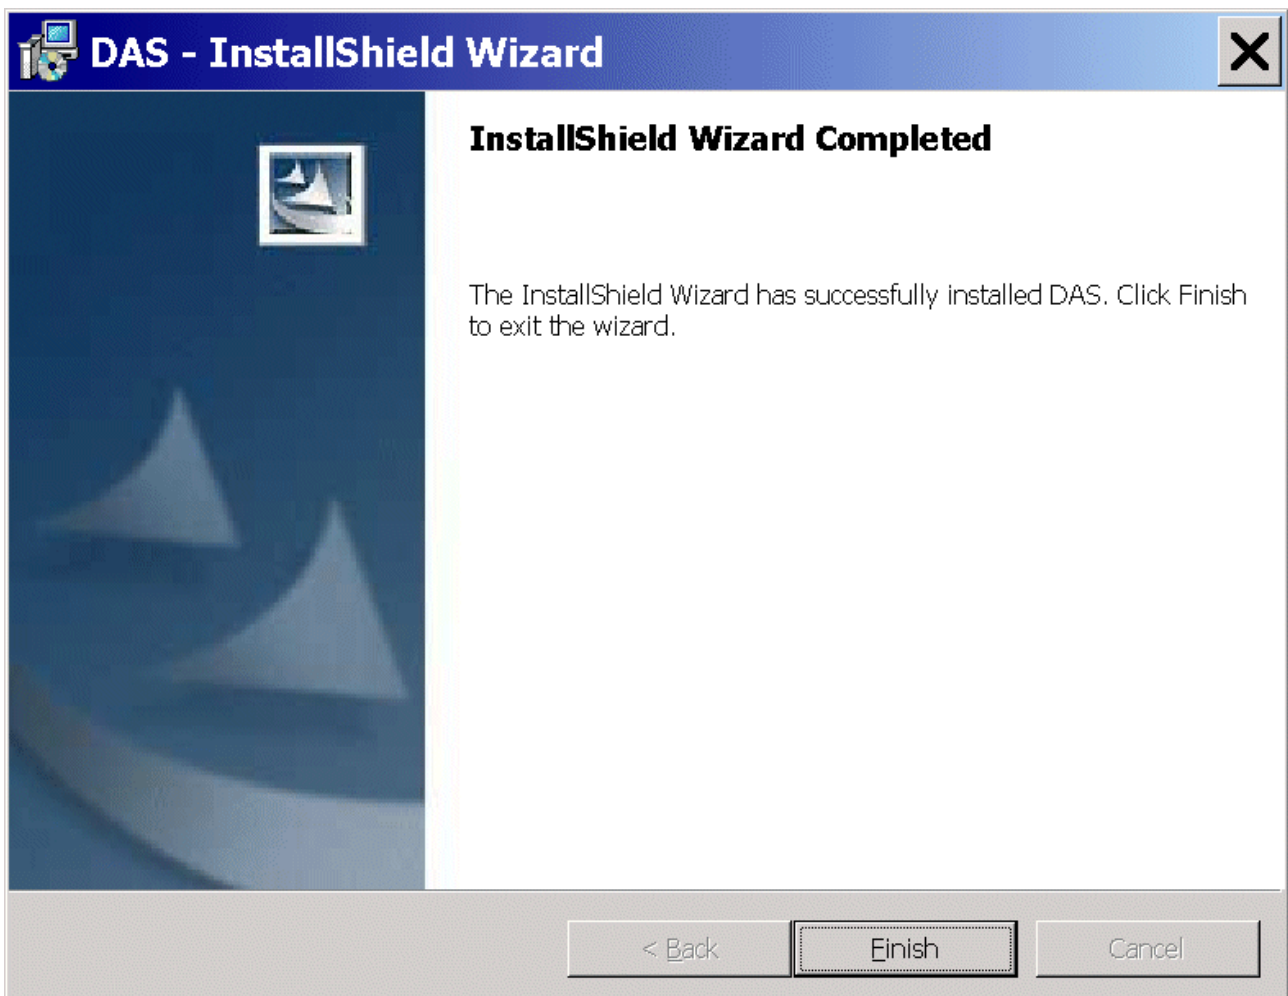 DAS - InstallShield Wizard
InstallShield Wizard Completed
The InstallShield Wizard has successfully installed DAS. Click Finish
to exit the wizard.
< Back
Finish
Cancel